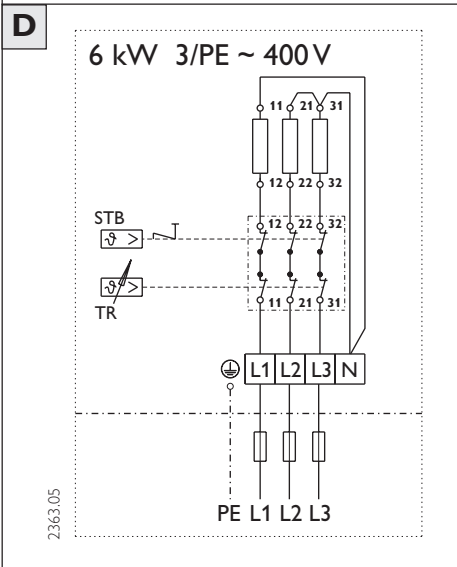 D
6 kW 3/PE ~ 400 V
11 21 31
12 22 32
STB
12 22 32
ϑ >
ϑ >
TR
11 21 31
L1 L2 L3 N
PE L1 L2 L3
2363.05